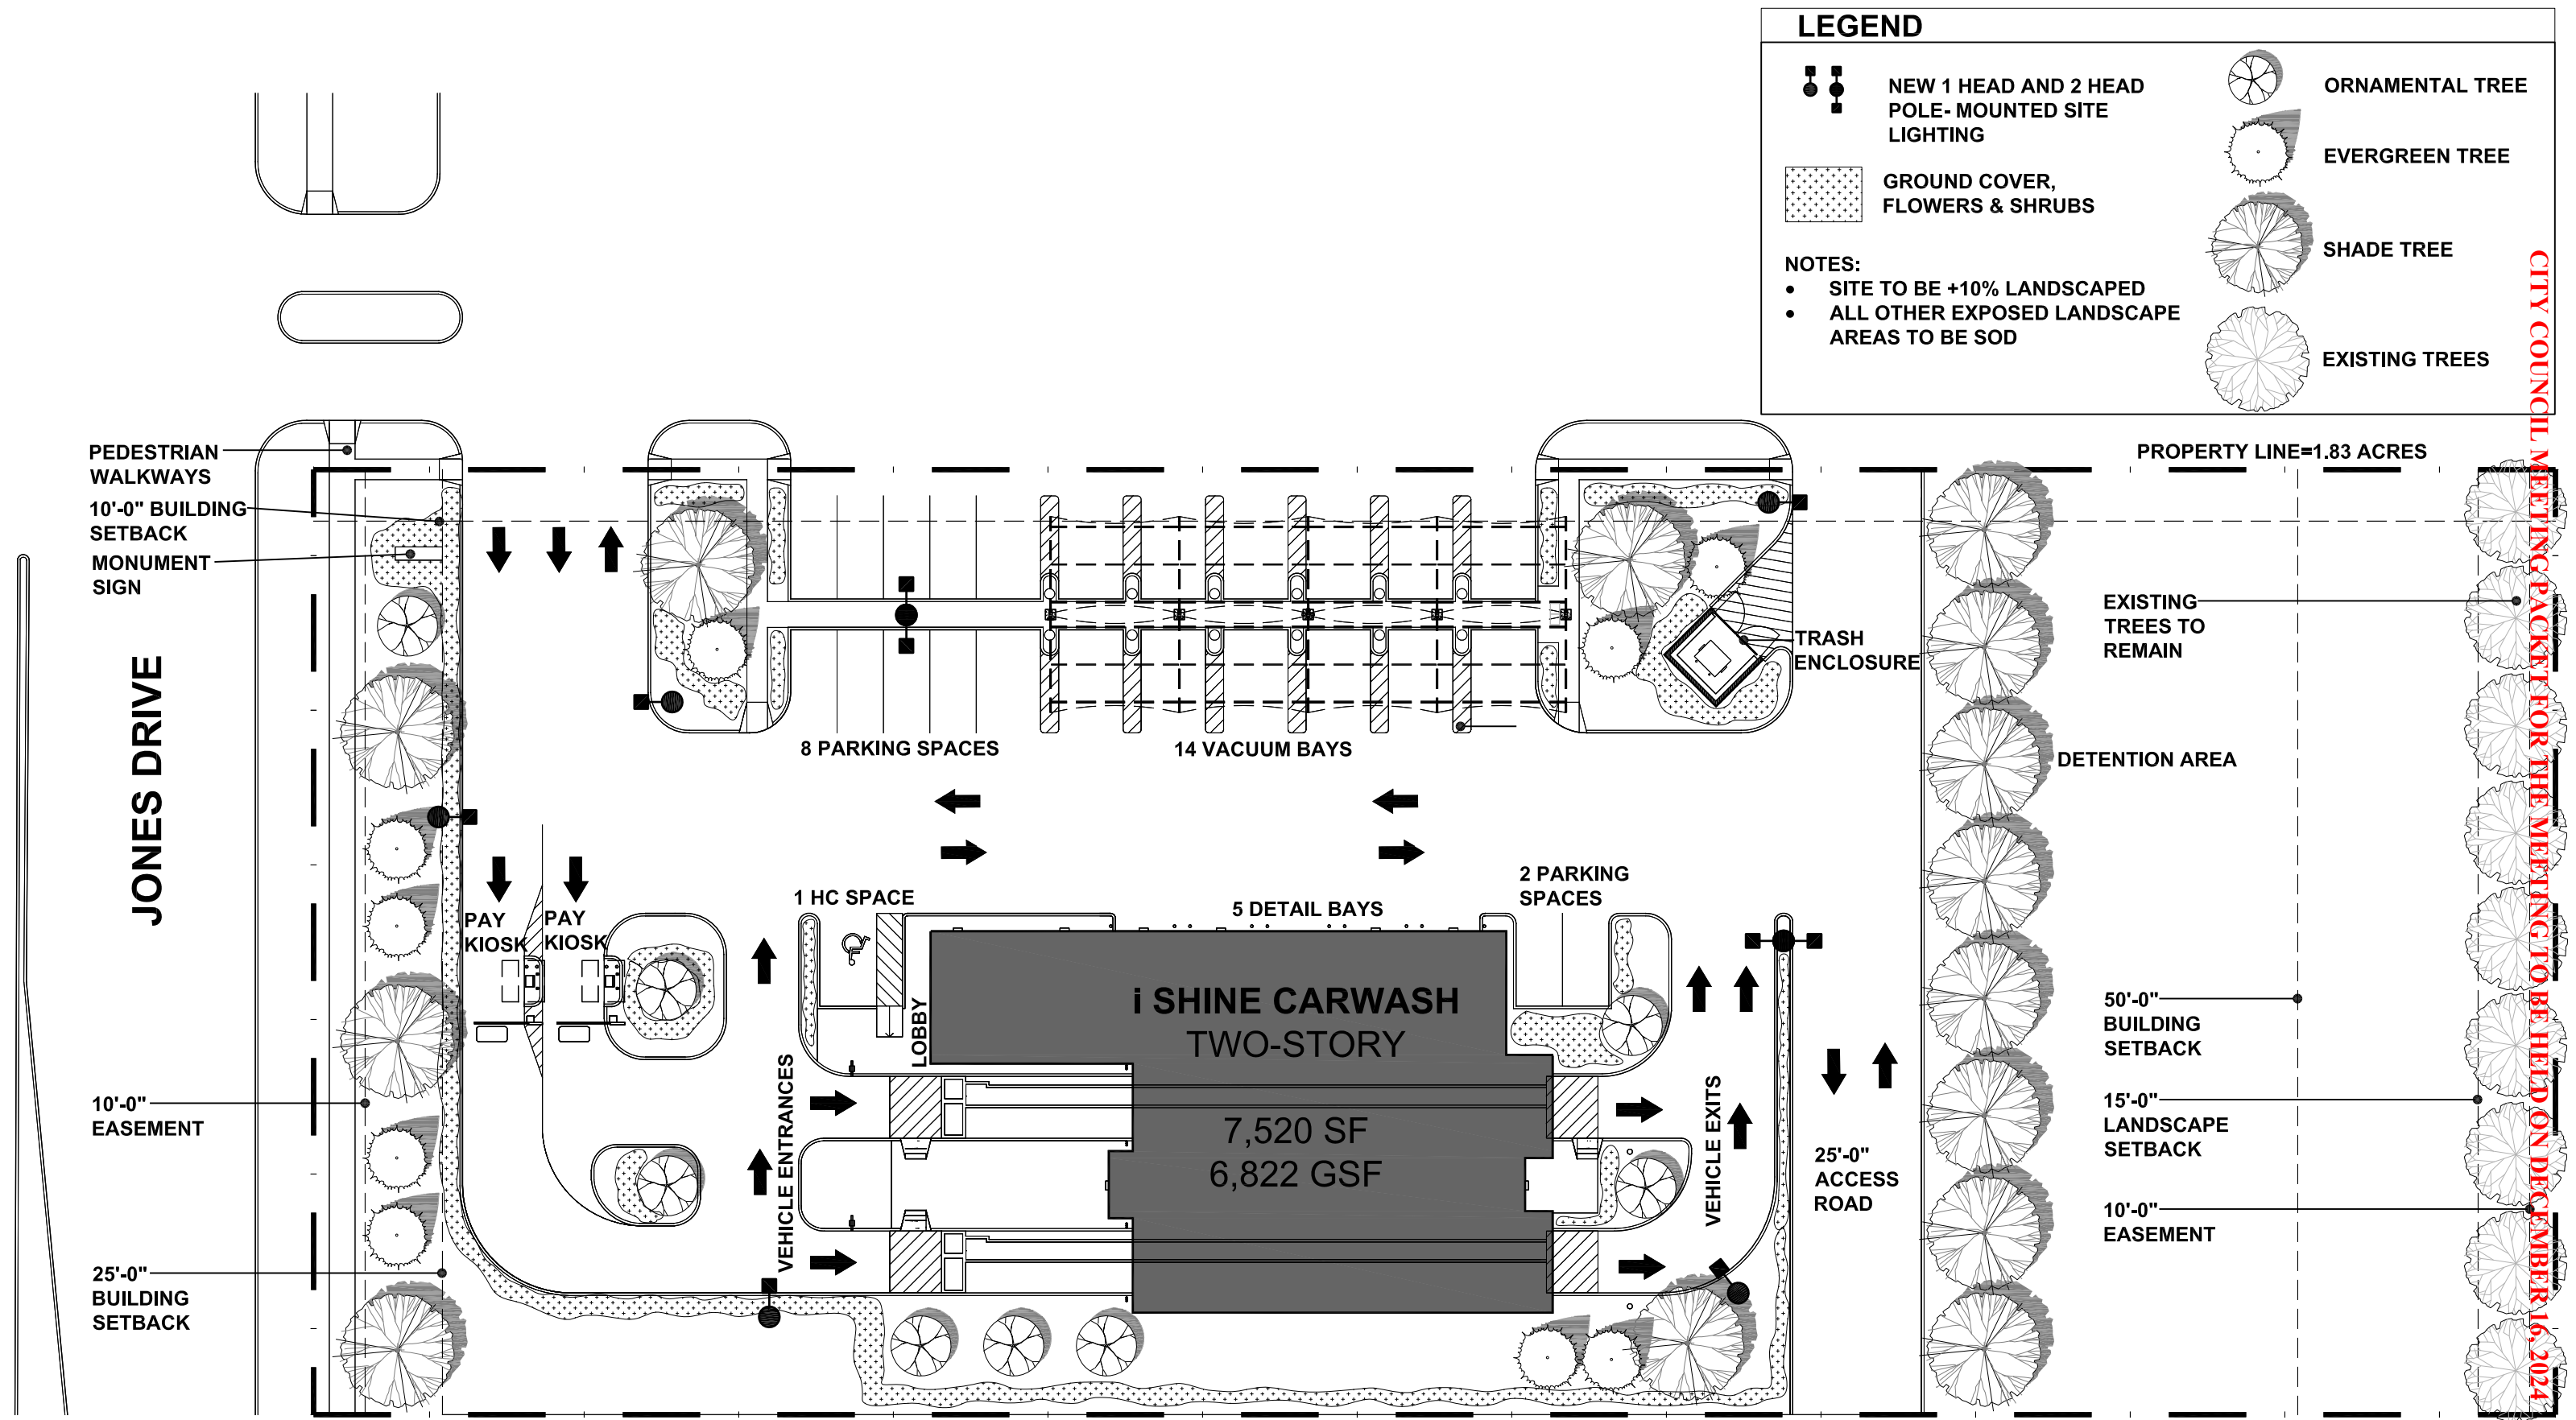 LEGEND
NEW 1 HEAD AND 2 HEAD
POLE- MOUNTED SITE
LIGHTING
GROUND COVER,
FLOWERS & SHRUBS
NOTES:
• SITE TO BE +10% LANDSCAPED
• ALL OTHER EXPOSED LANDSCAPE
AREAS TO BE SOD
ORNAMENTAL TREE
EVERGREEN TREE
SHADE TREE
EXISTING TREES
CITY COUNCIL MEETING PACKET FOR THE MEETING TO BE HELD ON DECEMBER 16, 2024
PROPERTY LINE=1.83 ACRES
PEDESTRIAN
WALKWAYS
10'-0" BUILDING
SETBACK
MONUMENT
SIGN
JONES DRIVE
10'-0"
EASEMENT
25'-0"
BUILDING
SETBACK
8 PARKING SPACES
14 VACUUM BAYS
TRASH
ENCLOSURE
EXISTING
TREES TO
REMAIN
DETENTION AREA
PAY
KIOSK
PAY
KIOSK
1 HC SPACE
5 DETAIL BAYS
2 PARKING
SPACES
LOBBY
i SHINE CARWASH
TWO-STORY
7,520 SF
6,822 GSF
VEHICLE ENTRANCES
VEHICLE EXITS
25'-0"
ACCESS
ROAD
50'-0"
BUILDING
SETBACK
15'-0"
LANDSCAPE
SETBACK
10'-0"
EASEMENT